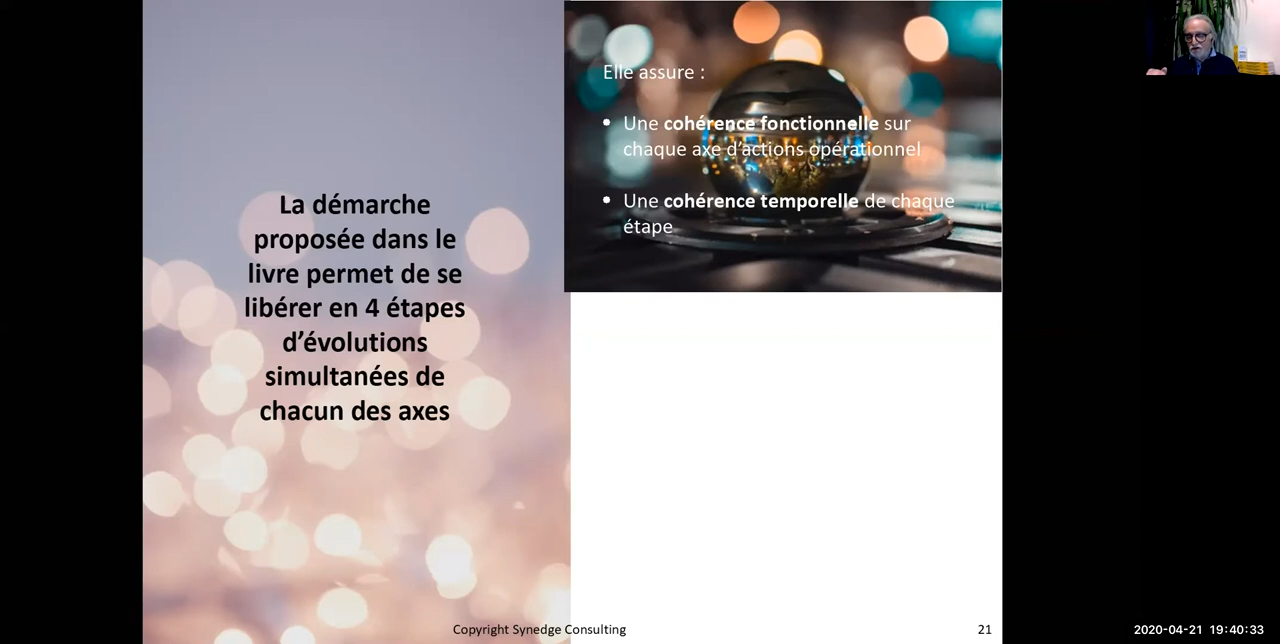 La démarche
proposée dans le
livre permet de se
libérer en 4 étapes
d’évolutions
simultanées de
chacun des axes
Elle assure :
• Une cohérence fonctionnelle sur
chaque axe d’actions opérationnel
• Une cohérence temporelle de chaque
étape
Copyright Synedge Consulting
21
2020-04-21 19:40:33